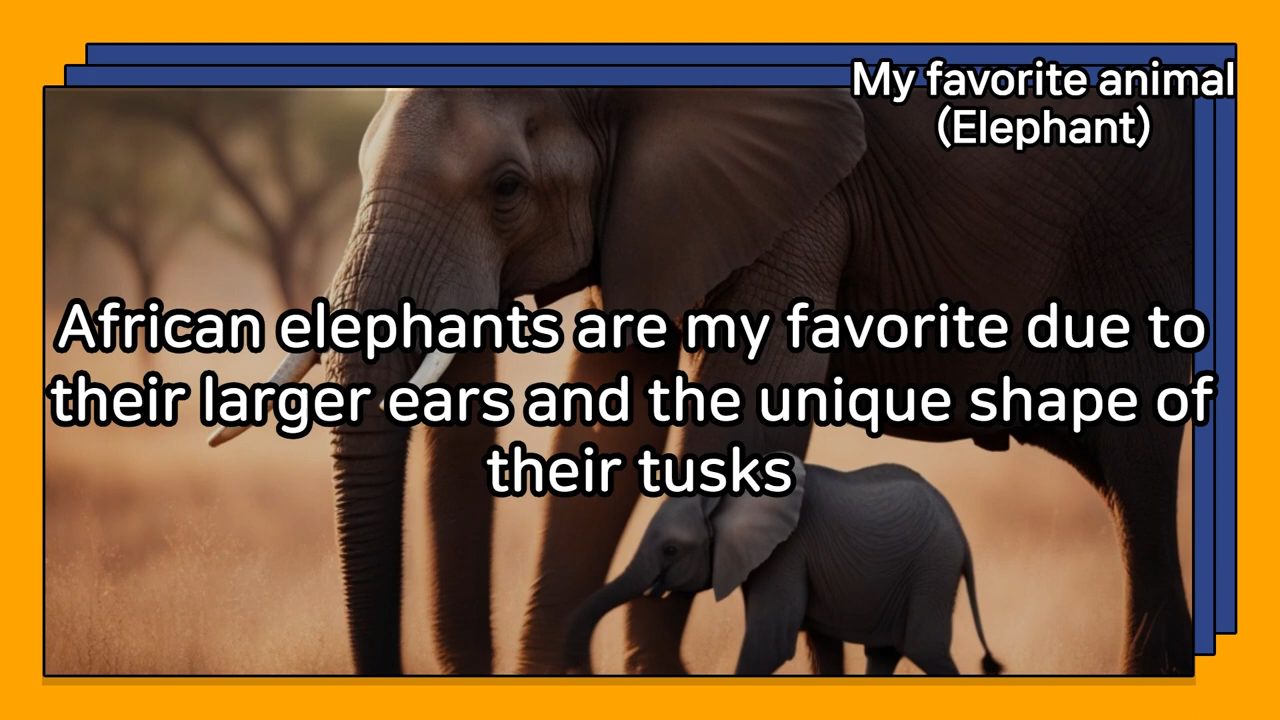 My favorite animal
(Elephant)
African elephants are my favorite due to
their larger ears and the unique shape of
their tusks